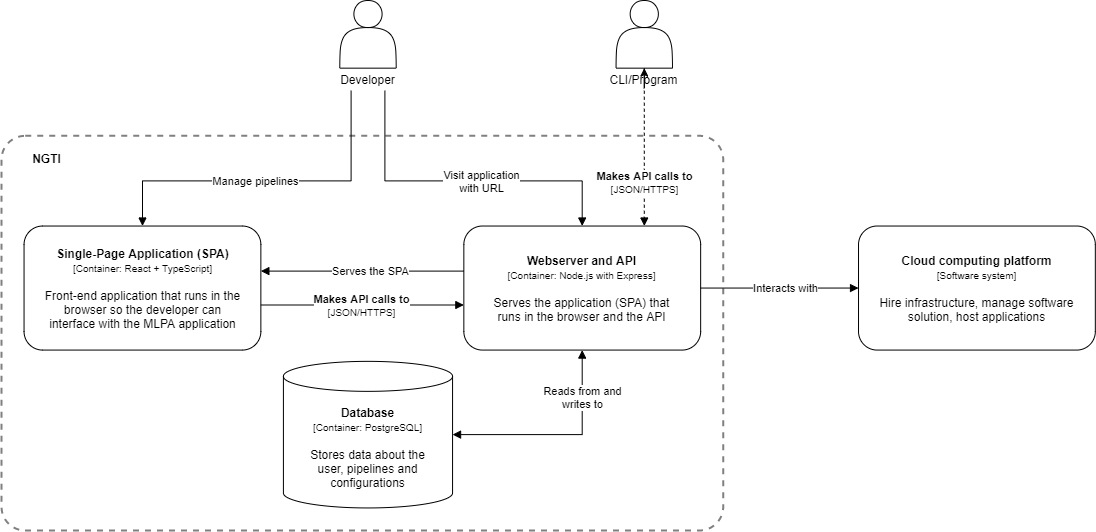 Developer
CLI/Program
NGTI
Manage pipelines
Visit application
with URL
Makes API calls to
[JSON/HTTPS]
Single-Page Application (SPA)
[Container: React + TypeScript]
Front-end application that runs in the
browser so the developer can
interface with the MLPA application
Serves the SPA
Makes API calls to
[JSON/HTTPS]
Webserver and API
[Container: Node.js with Express]
Serves the application (SPA) that
runs in the browser and the API
Interacts with
Cloud computing platform
[Software system]
Hire infrastructure, manage software
solution, host applications
Reads from and
writes to
Database
[Container: PostgreSQL]
Stores data about the
user, pipelines and
configurations